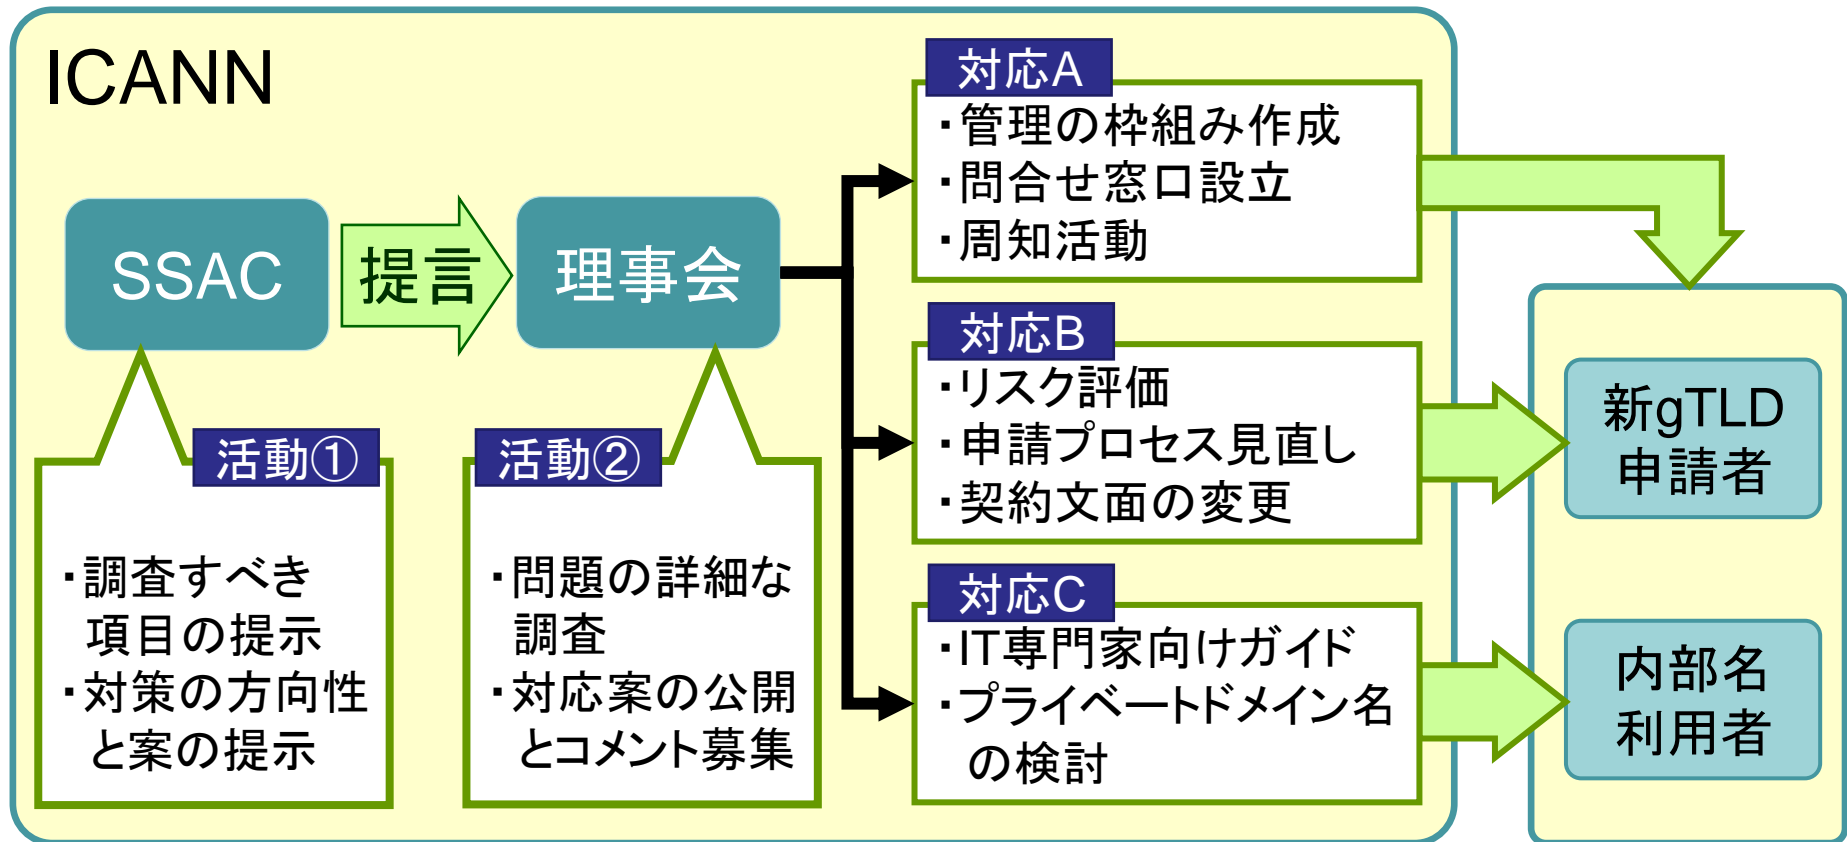 ICANN
SSAC
提言
理事会
活動①
・調査すべき
項目の提示
・対策の方向性
と案の提示
活動②
・問題の詳細な
調査
・対応案の公開
とコメント募集
対応A
・管理の枠組み作成
・問合せ窓口設立
・周知活動
対応B
・リスク評価
・申請プロセス見直し
・契約文面の変更
対応C
・IT専門家向けガイド
・プライベートドメイン名
の検討
新gTLD
申請者
内部名
利用者